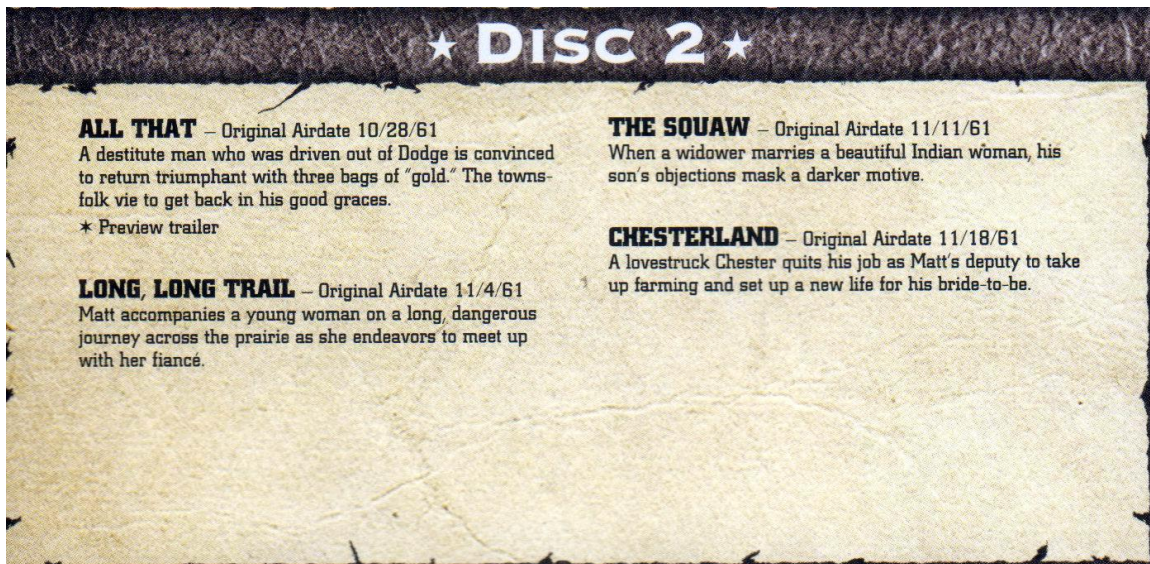 ★ DISC 2 ★
ALL THAT – Original Airdate 10/28/61
A destitute man who was driven out of Dodge is convinced
to return triumphant with three bags of "gold." The towns-
folk vie to get back in his good graces.
✶ Preview trailer
LONG, LONG TRAIL – Original Airdate 11/4/61
Matt accompanies a young woman on a long, dangerous
journey across the prairie as she endeavors to meet up
with her fiancé.
THE SQUAW – Original Airdate 11/11/61
When a widower marries a beautiful Indian woman, his
son's objections mask a darker motive.
CHESTERLAND – Original Airdate 11/18/61
A lovestruck Chester quits his job as Matt's deputy to take
up farming and set up a new life for his bride-to-be.